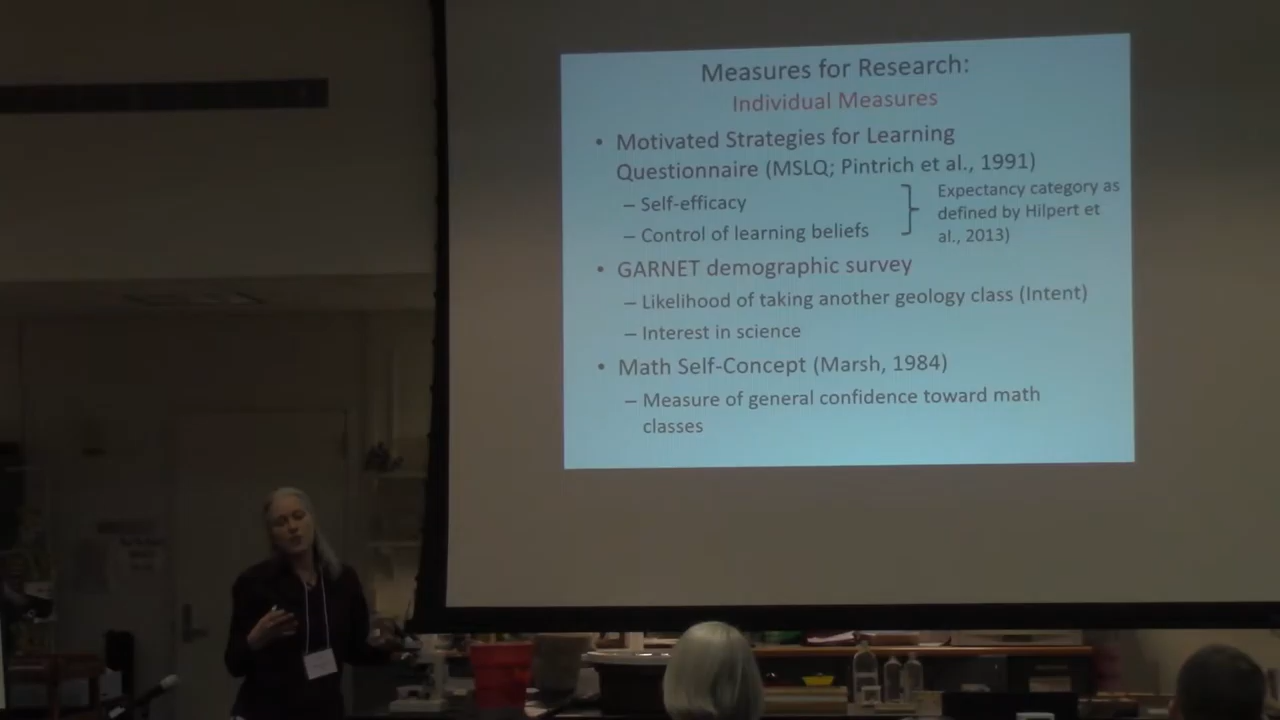 Measures for Research:
Individual Measures
• Motivated Strategies for Learning
Questionnaire (MSLQ; Pintrich et al., 1991)
– Self-efficacy
– Control of learning beliefs
Expectancy category as
defined by Hilpert et
al., 2013)
• GARNET demographic survey
– Likelihood of taking another geology class (Intent)
– Interest in science
• Math Self-Concept (Marsh, 1984)
– Measure of general confidence toward math
classes